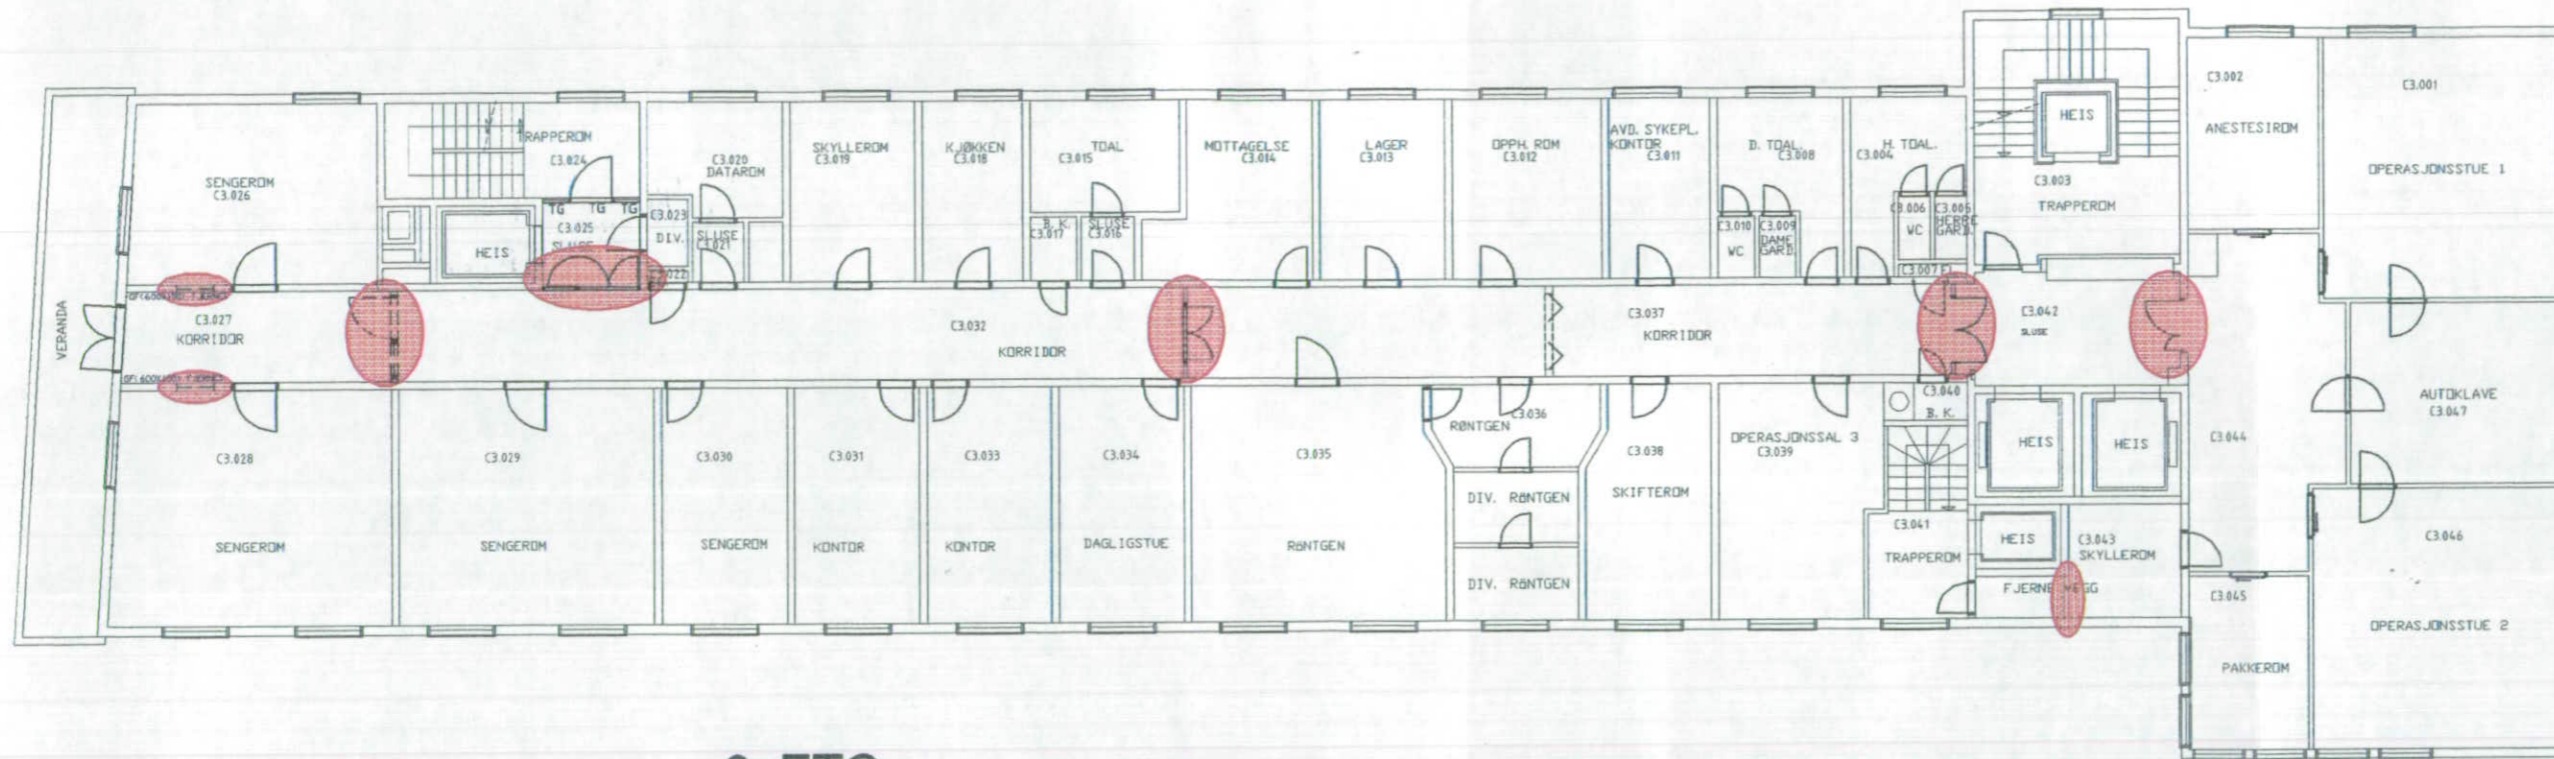 VERANDA
SENGEROM
C3.026
TRAPPEROM
C3.024
TG TG TG
C3.025
SLUSE
HEIS
C3.023
DIV.
C3.022
C3.020
DATAROM
SLUSE
C3.021
SKYLLEROM
C3.019
KJØKKEN
C3.018
TOAL
C3.015
B. K.
C3.017
SLUSE
C3.016
MOTTAGELSE
C3.014
LAGER
C3.013
OPPH. ROM
C3.012
AVD. SYKEPL.
KONTOR
C3.011
D. TOAL.
C3.008
C3.010
WC
C3.009
DAME
GARD.
H. TOAL.
C3.004
C3.006
WC
C3.005
HERRE
GARD.
C3.007
HEIS
C3.003
TRAPPEROM
C3.002
ANESTESIROM
C3.001
OPERASJONSSTUE 1
C3.027
KORRIDOR
C3.032
KORRIDOR
C3.037
KORRIDOR
C3.042
SLUSE
C3.028
SENGEROM
C3.029
SENGEROM
C3.030
SENGEROM
C3.031
KONTOR
C3.033
KONTOR
C3.034
DAGLIGSTUE
C3.035
RØNTGEN
RØNTGEN
C3.036
DIV. RØNTGEN
DIV. RØNTGEN
C3.038
SKIFTEROM
OPERASJONSSAL 3
C3.039
C3.040
B. K.
C3.041
TRAPPEROM
HEIS
HEIS
HEIS
C3.043
SKYLLEROM
FJERNE VEGG
C3.044
AUTOKLAVE
C3.047
C3.045
PAKKEROM
C3.046
OPERASJONSSTUE 2